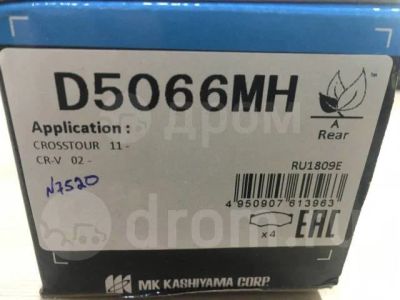 D5066MH
Application :
CROSSTOUR 11 -
CR-V 02 -
A
Rear
N7520
RU1809E
4 950907 613963
x4
EAC
MK KASHIYAMA CORP.
дром
drom.ru